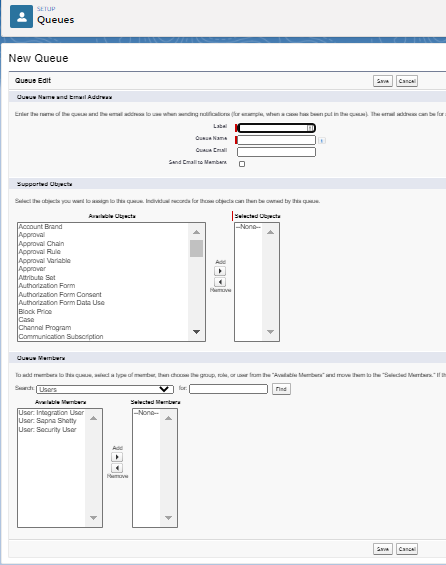 SETUP
Queues
New Queue
Queue Edit
Save Cancel
Queue Name and Email Address
Enter the name of the queue and the email address to use when sending notifications (for example, when a case has been put in the queue). The email address can be for
Label
Queue Name
i
Queue Email
Send Email to Members
Supported Objects
Select the objects you want to assign to this queue. Individual records for those objects can then be owned by this queue.
Available Objects Selected Objects
Account Brand
Approval
Approval Chain
Approval Rule
Approval Variable
Approver
Attribute Set
Authorization Form
Authorization Form Consent
Authorization Form Data Use
Block Price
Case
Channel Program
Communication Subscription
Add
Remove
--None--
Queue Members
To add members to this queue, select a type of member, then choose the group, role, or user from the "Available Members" and move them to the "Selected Members." If th
Search: Users for: Find
Available Members Selected Members
User: Integration User
User: Sapna Shetty
User: Security User
Add
Remove
--None--
Save Cancel